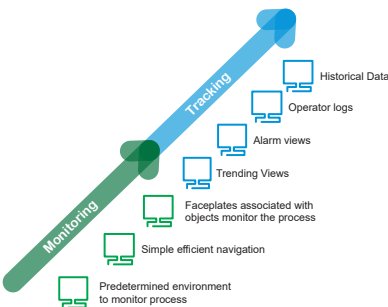 Historical Data
Tracking
Operator logs
Alarm views
Trending Views
Faceplates associated with
objects monitor the process
Monitoring
Simple efficient navigation
Predetermined environment
to monitor process